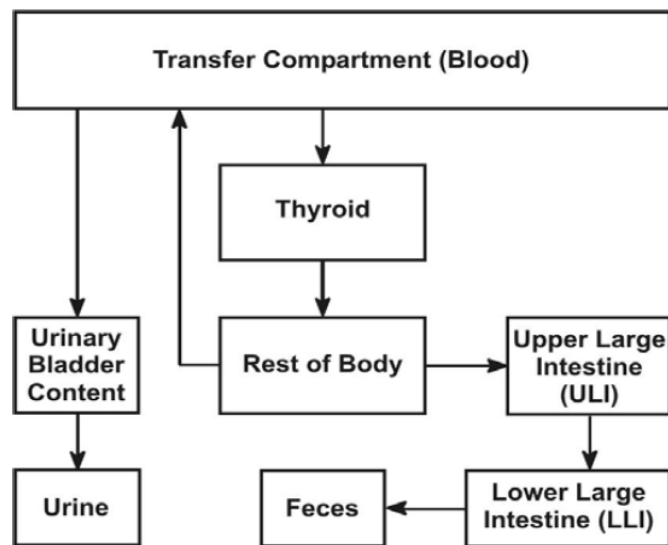 Transfer Compartment (Blood)
Thyroid
Urinary
Bladder
Content
Rest of Body
Upper Large
Intestine
(ULI)
Urine
Feces
Lower Large
Intestine (LLI)